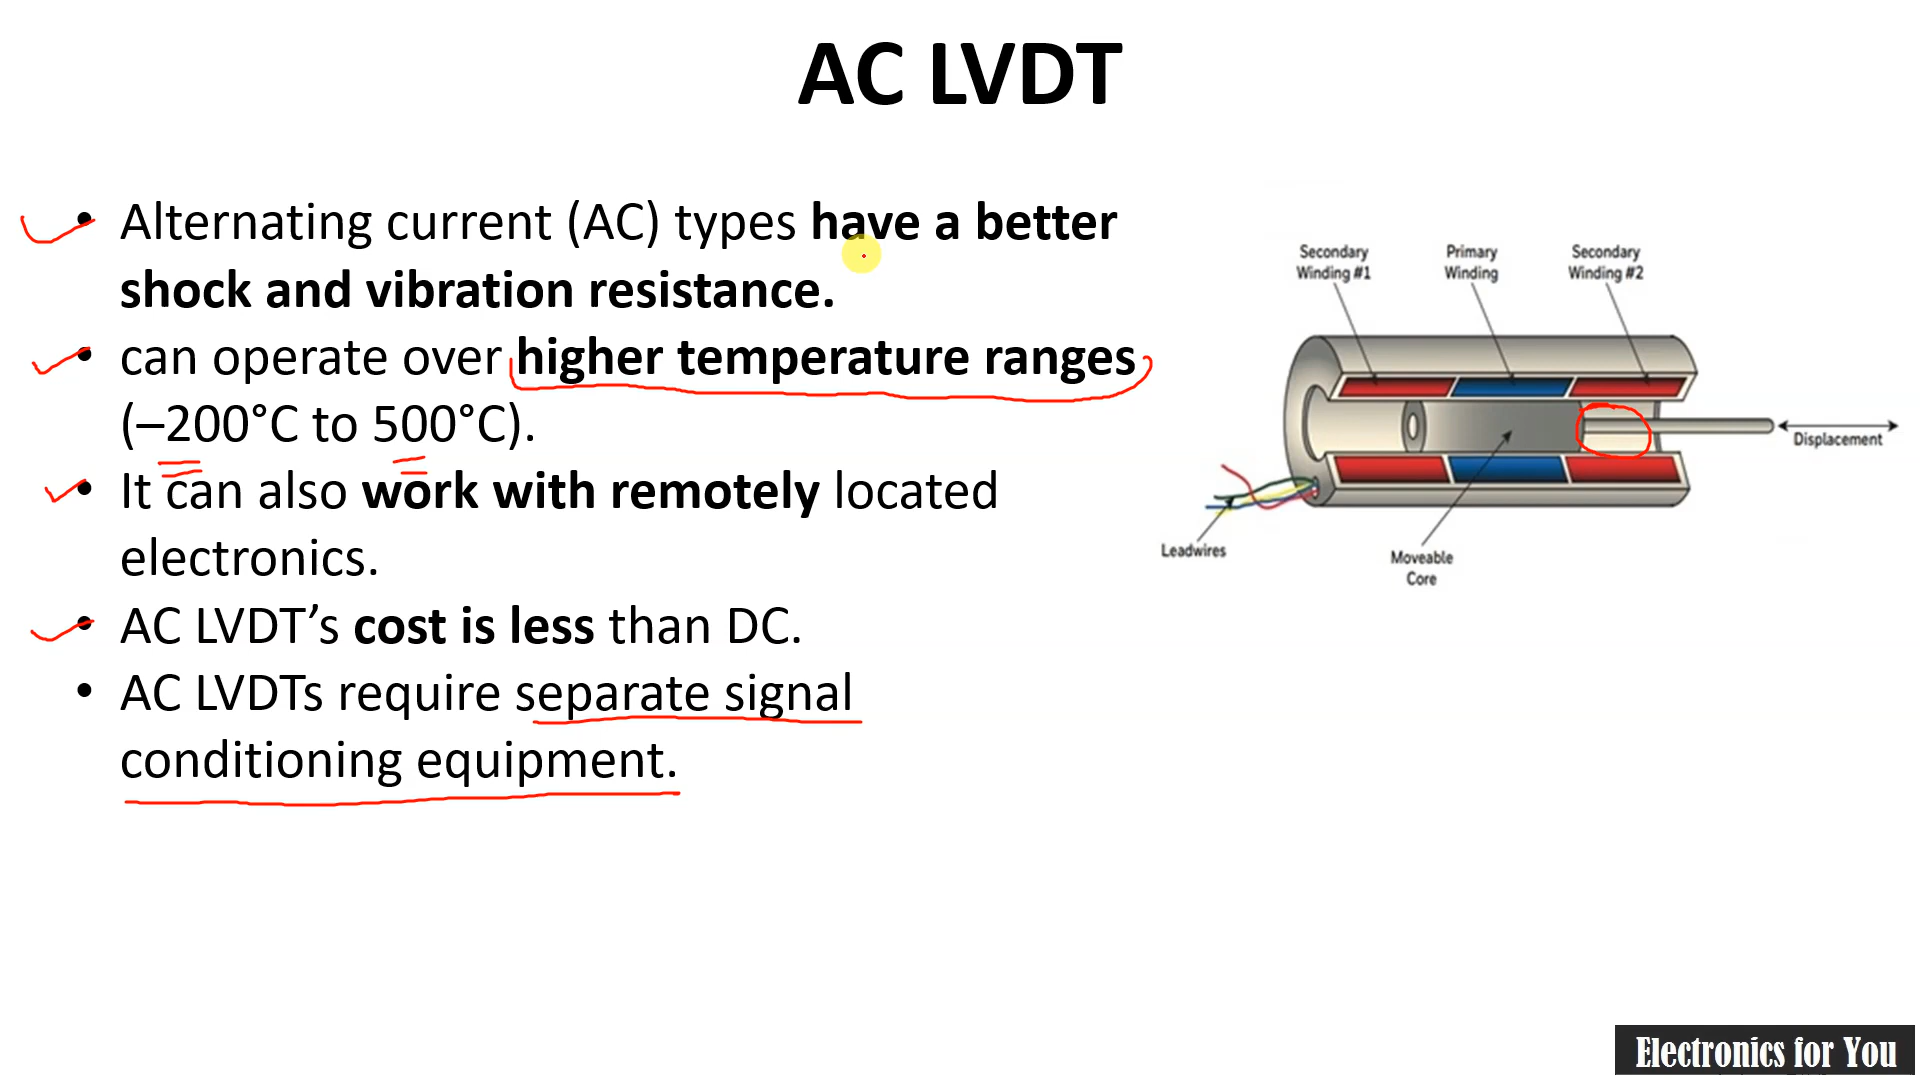 AC LVDT
• Alternating current (AC) types have a better
shock and vibration resistance.
• can operate over higher temperature ranges
(–200°C to 500°C).
• It can also work with remotely located
electronics.
• AC LVDT’s cost is less than DC.
• AC LVDTs require separate signal
conditioning equipment.
Secondary
Winding #1
Primary
Winding
Secondary
Winding #2
Displacement
Leadwires
Moveable
Core
Electronics for You